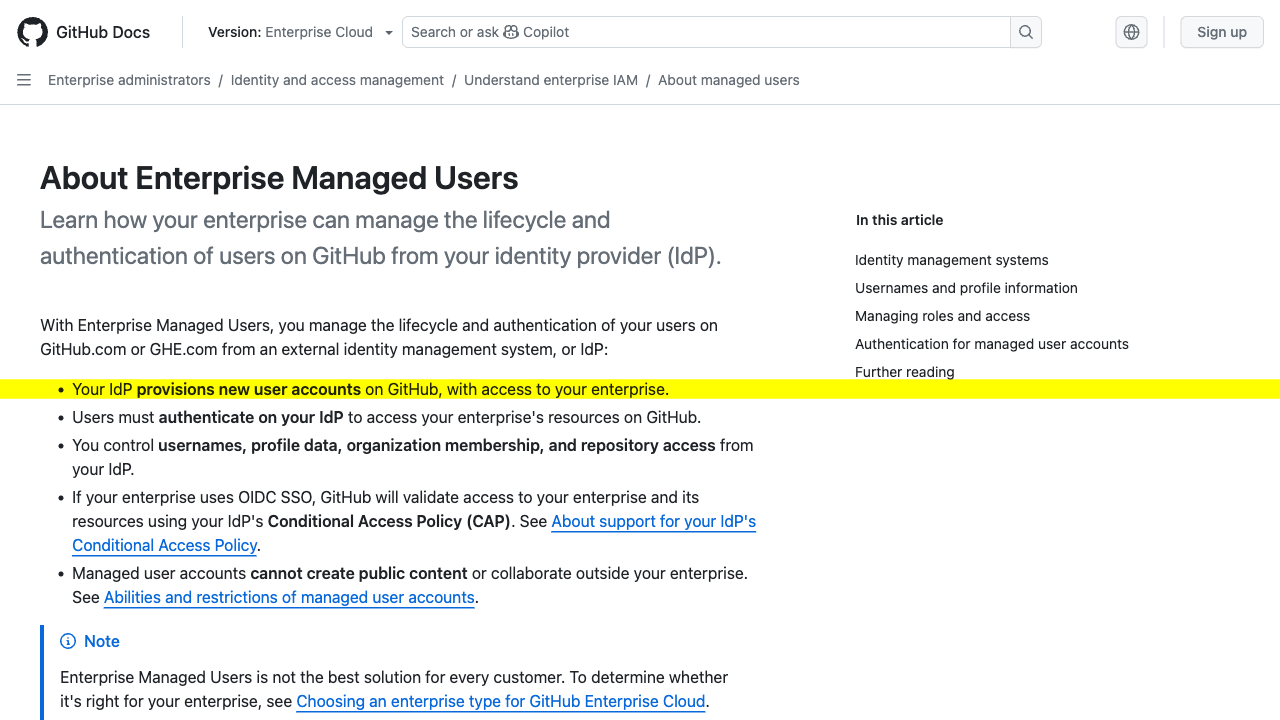 GitHub Docs
Version: Enterprise Cloud
Search or ask Copilot
Sign up
Enterprise administrators / Identity and access management / Understand enterprise IAM / About managed users
About Enterprise Managed Users
Learn how your enterprise can manage the lifecycle and
authentication of users on GitHub from your identity provider (IdP).
With Enterprise Managed Users, you manage the lifecycle and authentication of your users on
GitHub.com or GHE.com from an external identity management system, or IdP:
• Your IdP provisions new user accounts on GitHub, with access to your enterprise.
• Users must authenticate on your IdP to access your enterprise's resources on GitHub.
• You control usernames, profile data, organization membership, and repository access from
your IdP.
• If your enterprise uses OIDC SSO, GitHub will validate access to your enterprise and its
resources using your IdP's Conditional Access Policy (CAP). See About support for your IdP's
Conditional Access Policy.
• Managed user accounts cannot create public content or collaborate outside your enterprise.
See Abilities and restrictions of managed user accounts.
Note
Enterprise Managed Users is not the best solution for every customer. To determine whether
it's right for your enterprise, see Choosing an enterprise type for GitHub Enterprise Cloud.
In this article
Identity management systems
Usernames and profile information
Managing roles and access
Authentication for managed user accounts
Further reading